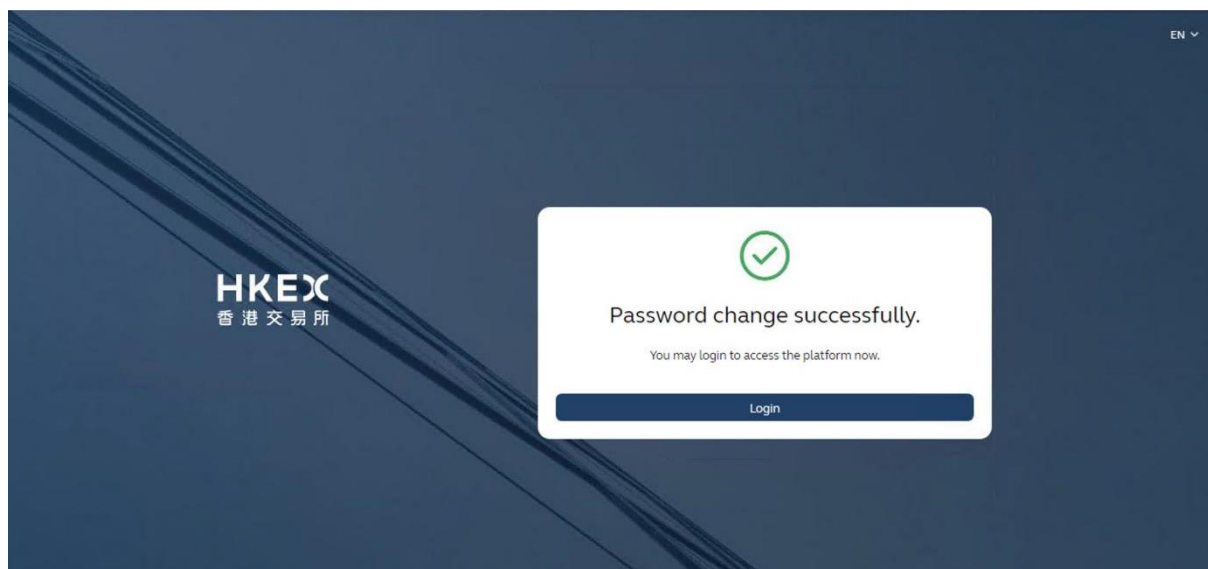 EN
HKEX
香港交易所
Password change successfully.
You may login to access the platform now.
Login